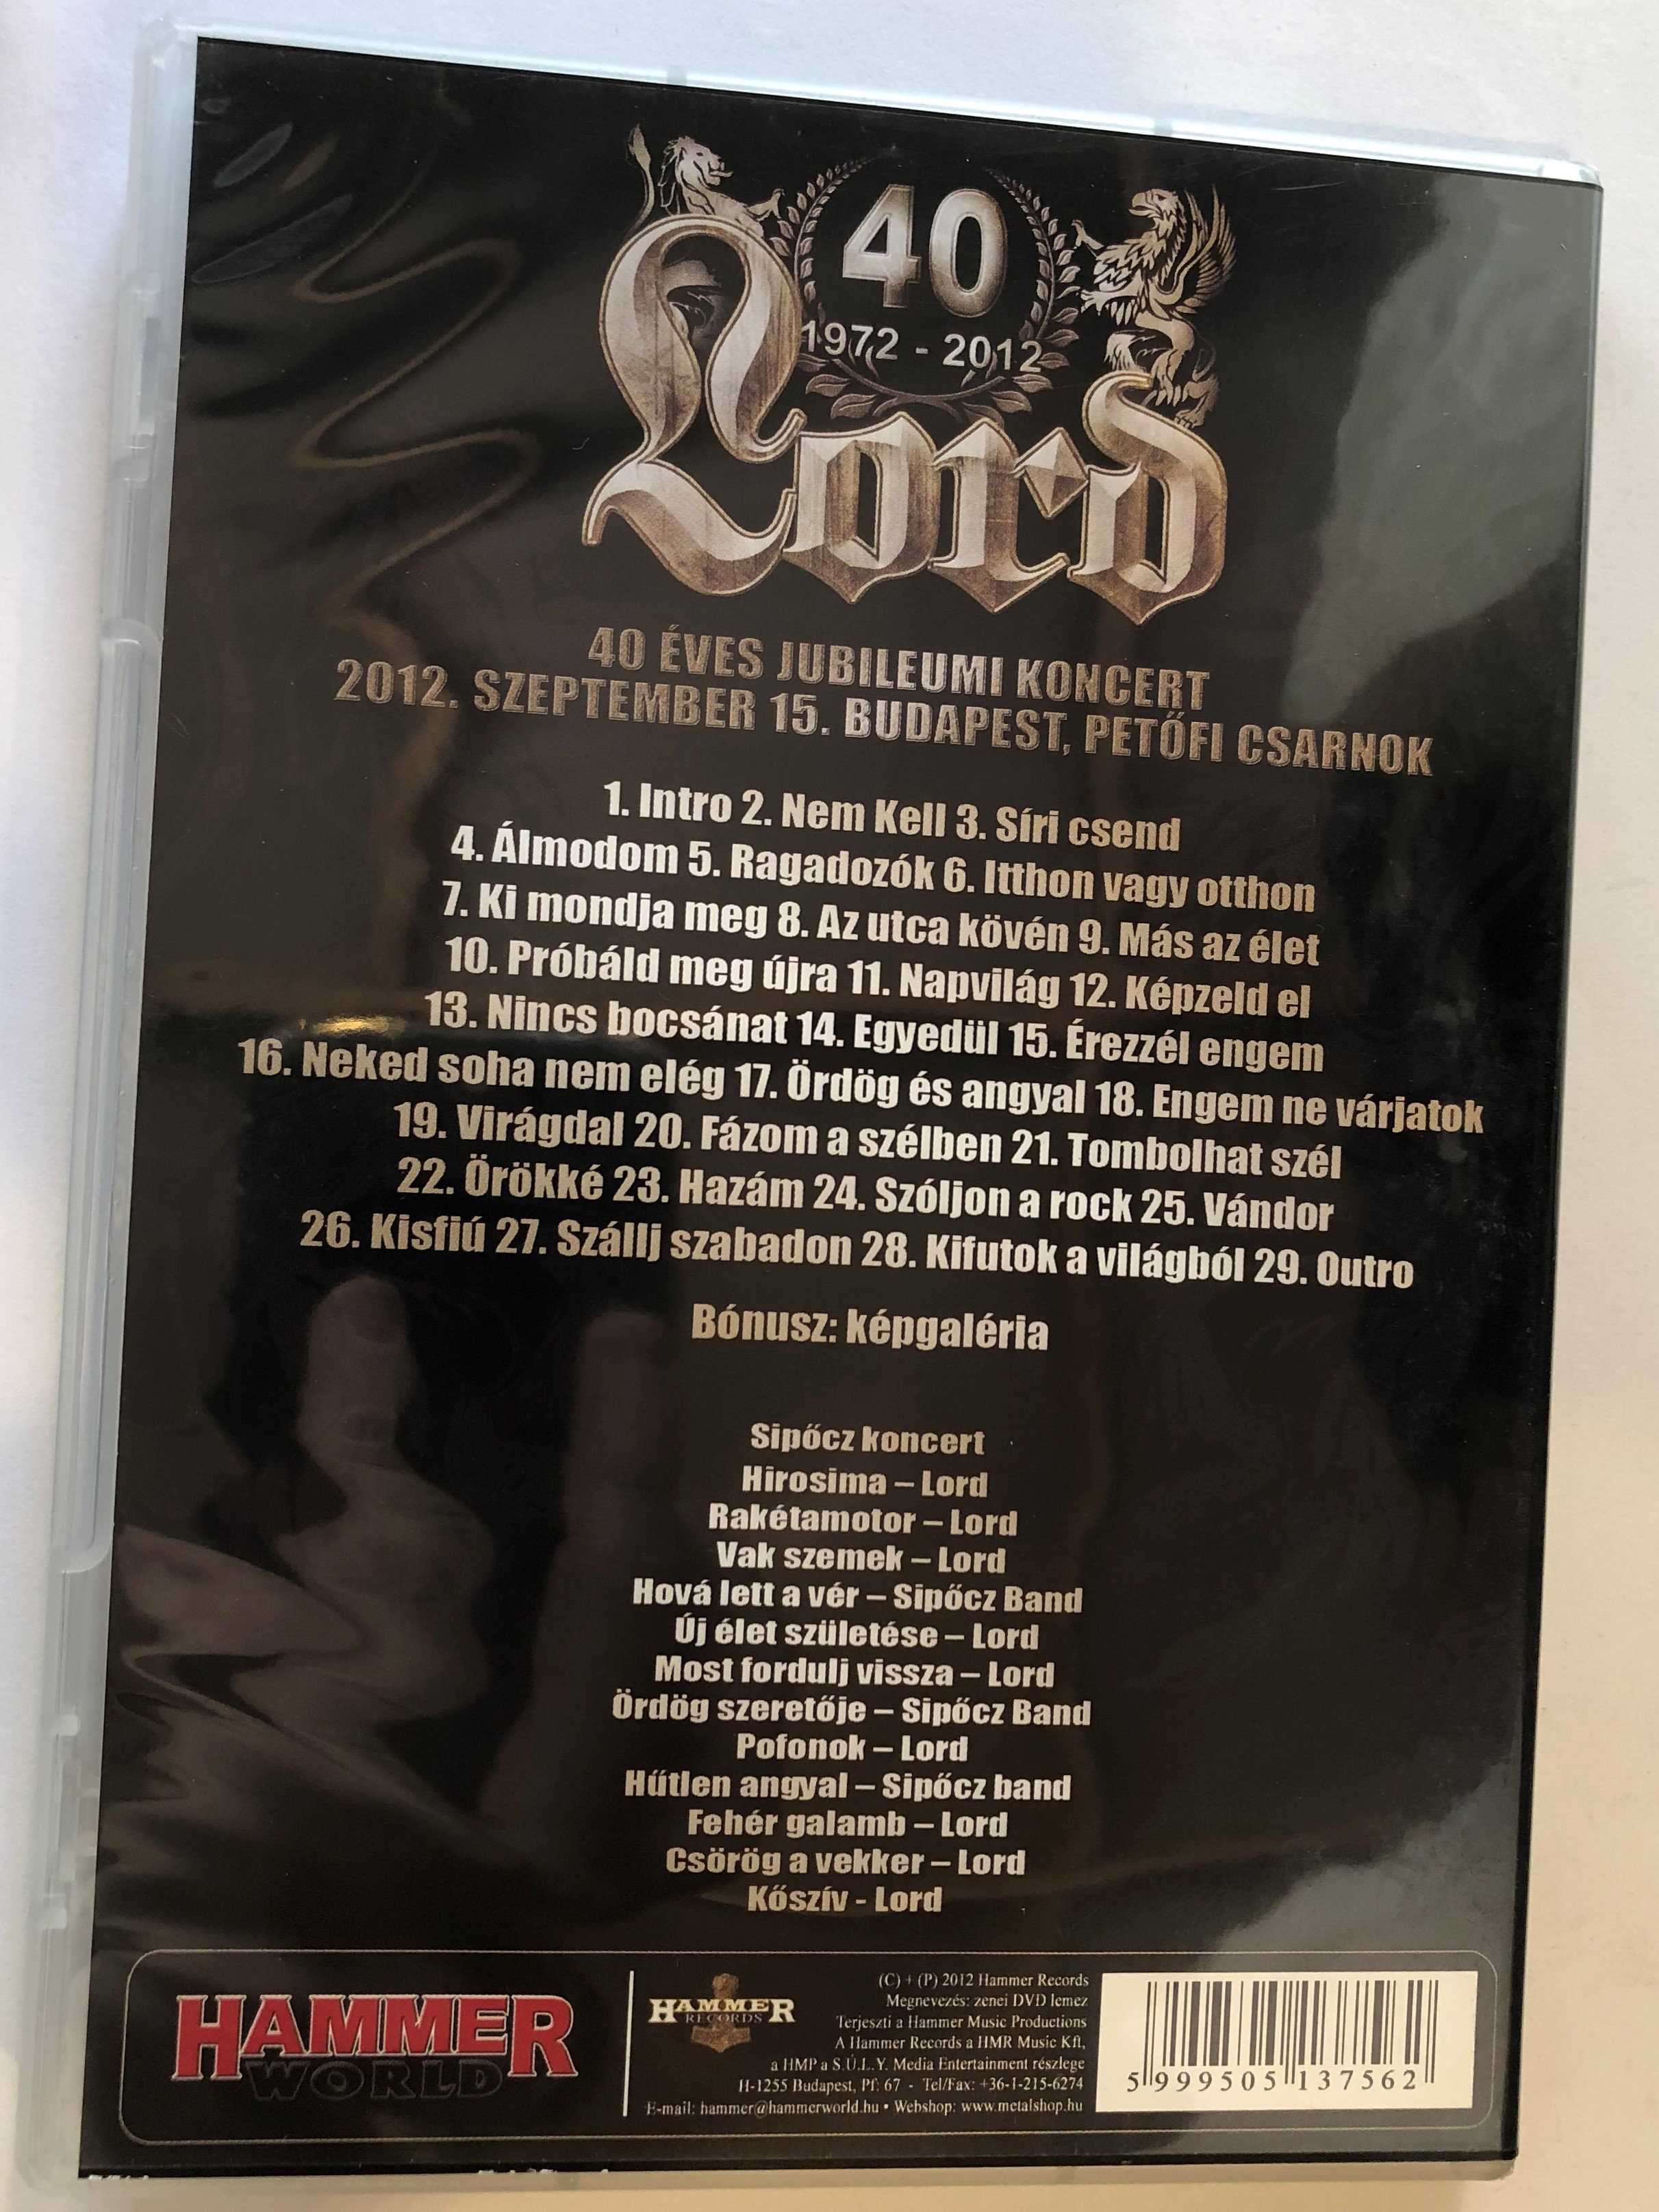 40
1972 - 2012
Lord
40 ÉVES JUBILEUMI KONCERT
2012. SZEPTEMBER 15. BUDAPEST, PETŐFI CSARNOK
1. Intro 2. Nem Kell 3. Síri csend
4. Álmodom 5. Ragadozók 6. Itthon vagy otthon
7. Ki mondja meg 8. Az utca kövén 9. Más az élet
10. Próbáld meg újra 11. Napvilág 12. Képzeld el
13. Nincs bocsánat 14. Egyedül 15. Érezzél engem
16. Neked soha nem elég 17. Ördög és angyal 18. Engem ne várjatok
19. Virágdal 20. Fázom a szélben 21. Tombolhat szél
22. Örökké 23. Hazám 24. Szóljon a rock 25. Vándor
26. Kisfiú 27. Szállj szabadon 28. Kifutok a világból 29. Outro
Bónusz: képgaléria
Sipőcz koncert
Hirosima – Lord
Rakétamotor – Lord
Vak szemek – Lord
Hová lett a vér – Sipőcz Band
Új élet születése – Lord
Most fordulj vissza – Lord
Ördög szeretője – Sipőcz Band
Pofonok – Lord
Hűtlen angyal – Sipőcz band
Fehér galamb – Lord
Csörög a vekker – Lord
Kőszív - Lord
HAMMER
WORLD
HAMMER
RECORDS
(C) + (P) 2012 Hammer Records
Megnevezés: zenei DVD lemez
Terjeszti a Hammer Music Productions
A Hammer Records a HMR Music Kft,
a HMP a S.Ú.L.Y. Media Entertainment részlege
H-1255 Budapest, Pf: 67 - Tel/Fax: +36-1-215-6274
E-mail: hammer@hammerworld.hu • Webshop: www.metalshop.hu
5 999505 137562